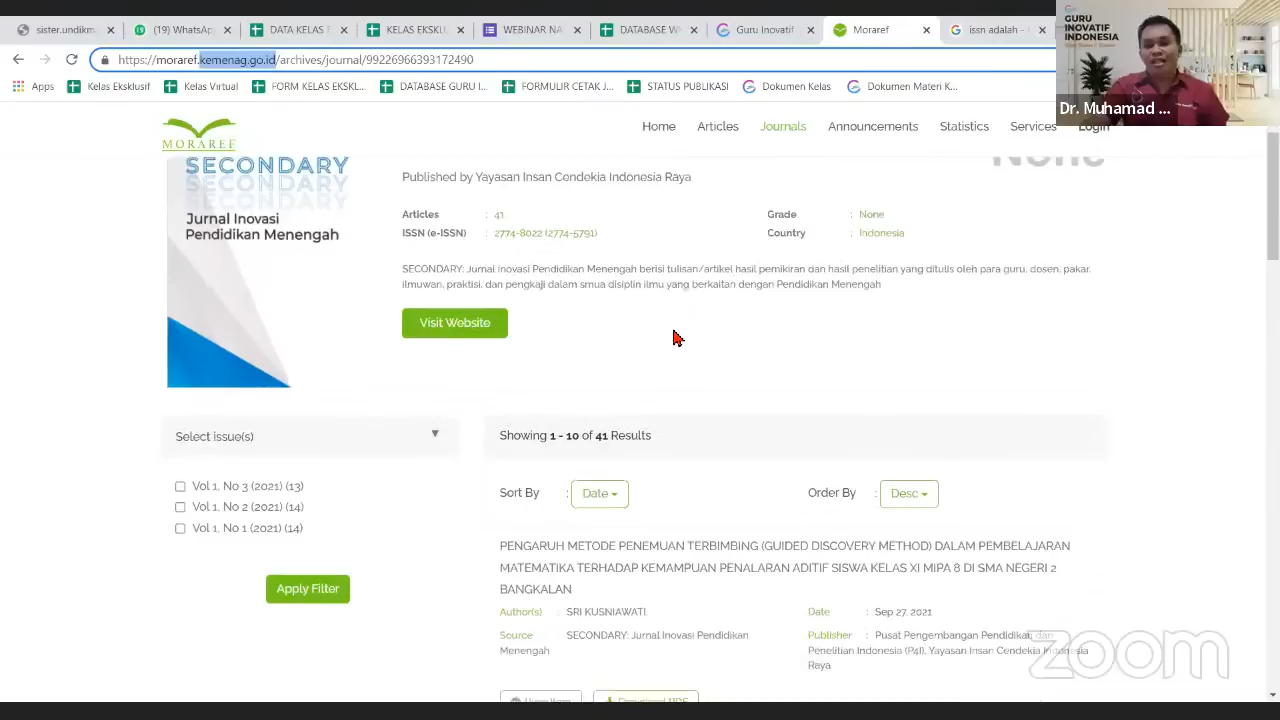 sister.undikm
(19) WhatsAp
DATA KELAS F
KELAS EKSKLU
WEBINAR NA
DATABASE W
Guru Inovatif
Moraref
issn adalah -
https://moraref.kemenag.go.id/archives/journal/99226966393172490
Apps
Kelas Eksklusif
Kelas Virtual
FORM KELAS EKSKL...
DATABASE GURU I...
FORMULIR CETAK J...
STATUS PUBLIKASI
Dokumen Kelas
Dokumen Materi K...
GURU
INOVATIF
INDONESIA
Dr. Muhamad ...
MORAREF
Home
Articles
Journals
Announcements
Statistics
Services
Login
None
SECONDARY
Jurnal Inovasi
Pendidikan Menengah
Published by Yayasan Insan Cendekia Indonesia Raya
Articles : 41
Grade : None
ISSN (e-ISSN) : 2774-8022 (2774-5791)
Country : Indonesia
SECONDARY: Jurnal Inovasi Pendidikan Menengah berisi tulisan/artikel hasil pemikiran dan hasil penelitian yang ditulis oleh para guru, dosen, pakar,
ilmuwan, praktisi, dan pengkaji dalam smua disiplin ilmu yang berkaitan dengan Pendidikan Menengah
Visit Website
Select issue(s)
Vol 1, No 3 (2021) (13)
Vol 1, No 2 (2021) (14)
Vol 1, No 1 (2021) (14)
Apply Filter
Showing 1 - 10 of 41 Results
Sort By : Date
Order By : Desc
PENGARUH METODE PENEMUAN TERBIMBING (GUIDED DISCOVERY METHOD) DALAM PEMBELAJARAN
MATEMATIKA TERHADAP KEMAMPUAN PENALARAN ADITIF SISWA KELAS XI MIPA 8 DI SMA NEGERI 2
BANGKALAN
Author(s) : SRI KUSNIAWATI
Date : Sep 27, 2021
Source : SECONDARY: Jurnal Inovasi Pendidikan
Menengah
Publisher : Pusat Pengembangan Pendidikan dan
Penelitian Indonesia (P4I), Yayasan Insan Cendekia Indonesia
Raya
zoom